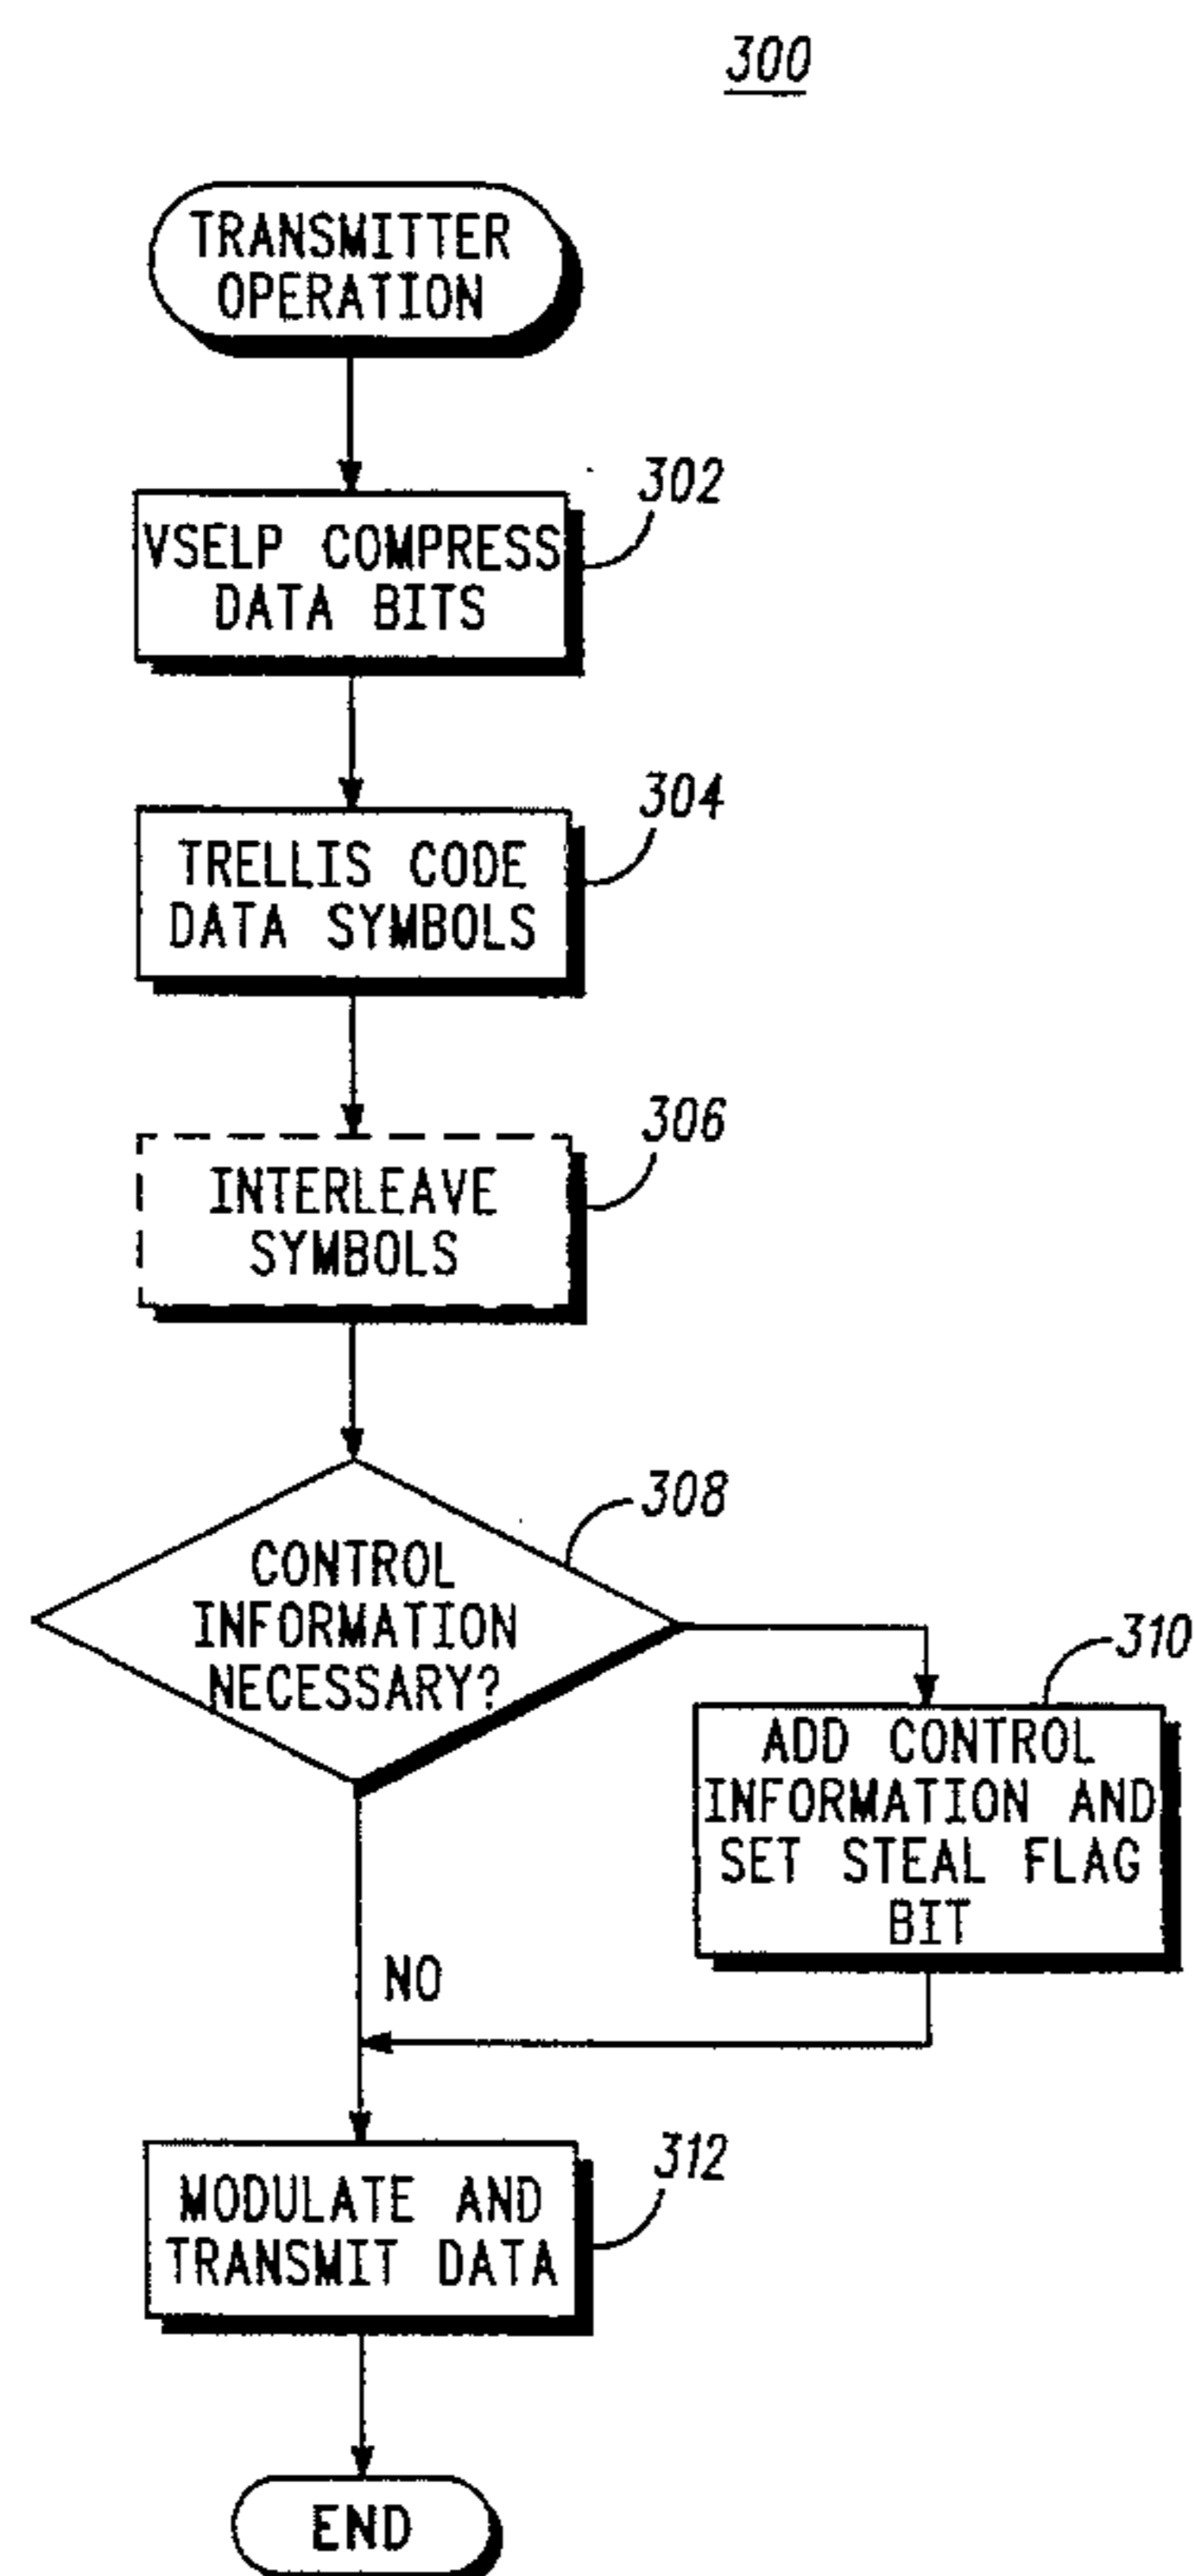 300
TRANSMITTER
OPERATION
302
VSELP COMPRESS
DATA BITS
304
TRELLIS CODE
DATA SYMBOLS
306
INTERLEAVE
SYMBOLS
308
CONTROL
INFORMATION
NECESSARY?
310
ADD CONTROL
INFORMATION AND
SET STEAL FLAG
BIT
NO
312
MODULATE AND
TRANSMIT DATA
END